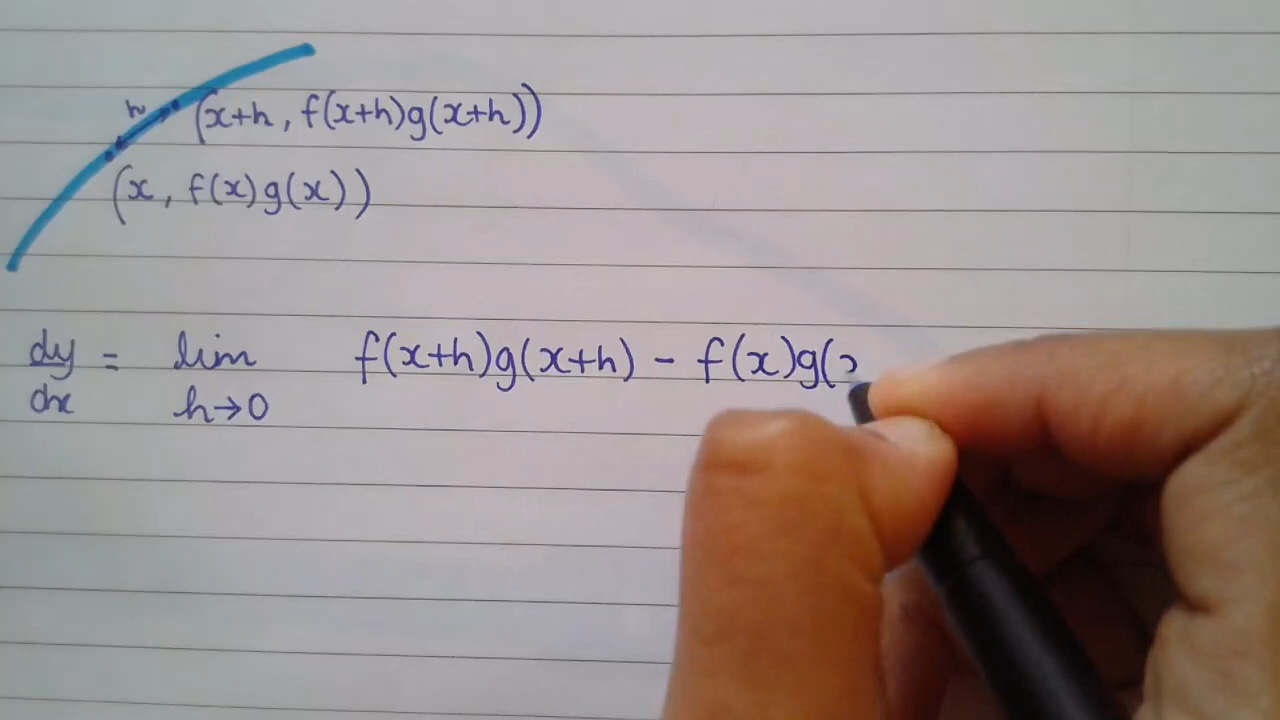 h
(x+h, f(x+h)g(x+h))
(x, f(x)g(x))
dy/dx = lim h→0 f(x+h)g(x+h) - f(x)g(